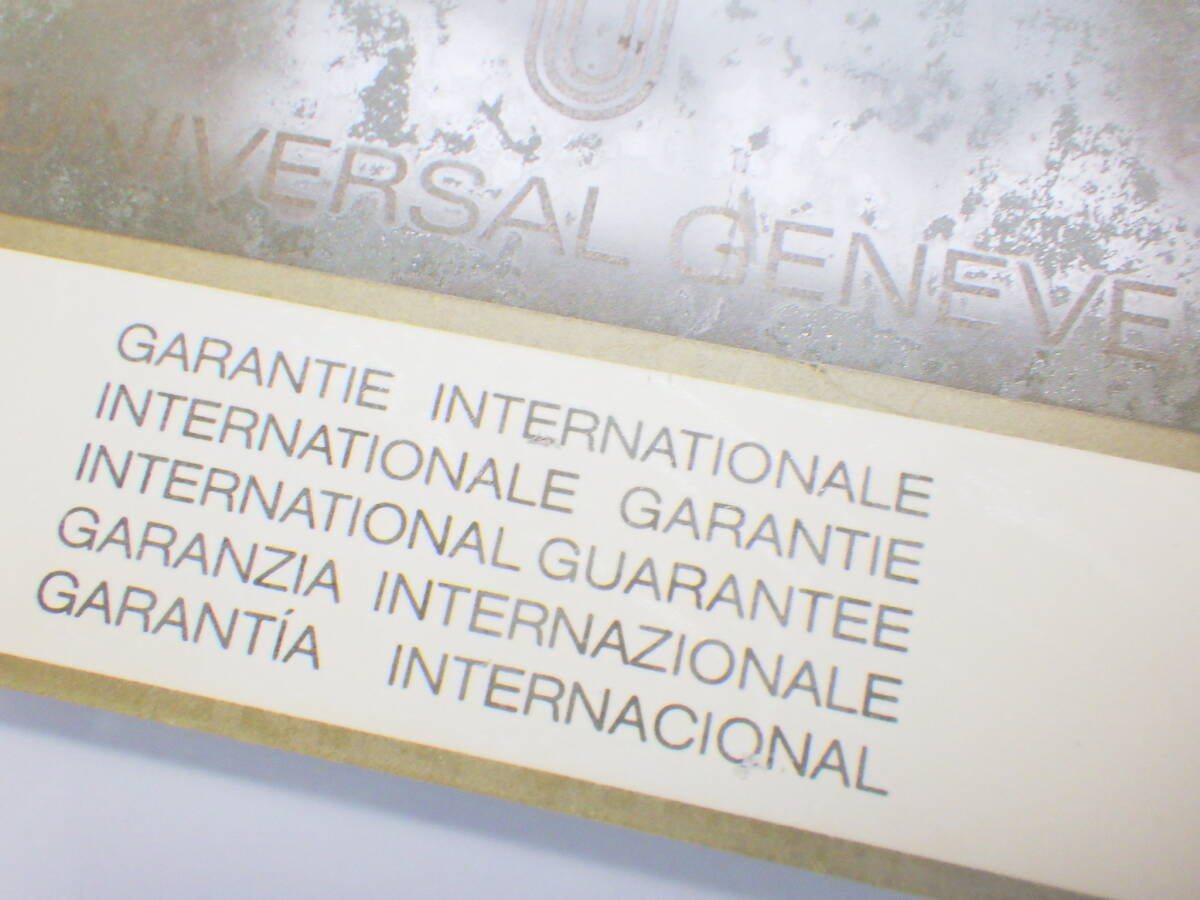 U
UNIVERSAL GENEVE
GARANTIE INTERNATIONALE
INTERNATIONALE GARANTIE
INTERNATIONAL GUARANTEE
GARANZIA INTERNAZIONALE
GARANTÍA INTERNACIONAL